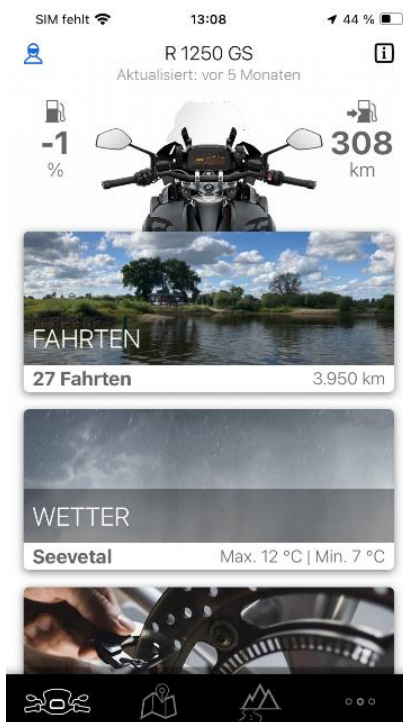 SIM fehlt 13:08 44 %
R 1250 GS
Aktualisiert: vor 5 Monaten
-1 308
% km
FAHRTEN
27 Fahrten 3.950 km
WETTER
Seevetal Max. 12 °C | Min. 7 °C